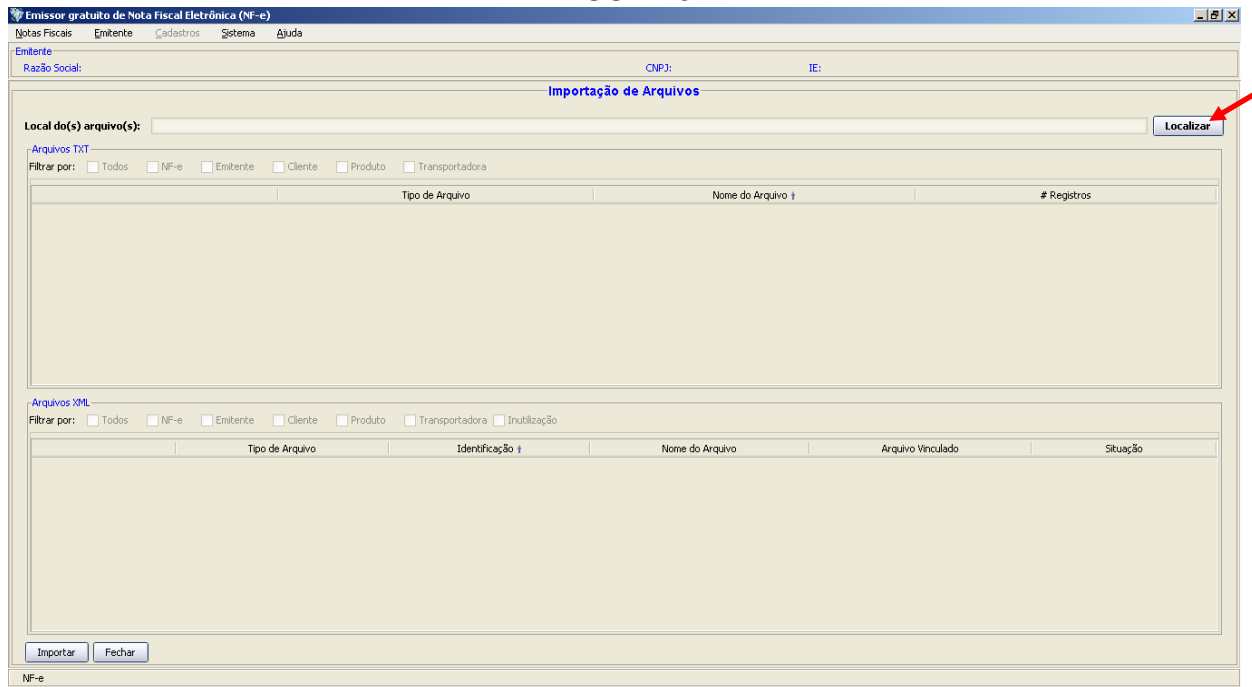 Emissor gratuito de Nota Fiscal Eletrônica (NF-e)
Notas Fiscais Emitente Cadastros Sistema Ajuda
Emitente
Razão Social: CNPJ: IE:
Importação de Arquivos
Local do(s) arquivo(s): Localizar
Arquivos TXT
Filtrar por: Todos NF-e Emitente Cliente Produto Transportadora
Tipo de Arquivo Nome do Arquivo # Registros
Arquivos XML
Filtrar por: Todos NF-e Emitente Cliente Produto Transportadora Inutilização
Tipo de Arquivo Identificação Nome do Arquivo Arquivo Vinculado Situação
Importar Fechar
NF-e